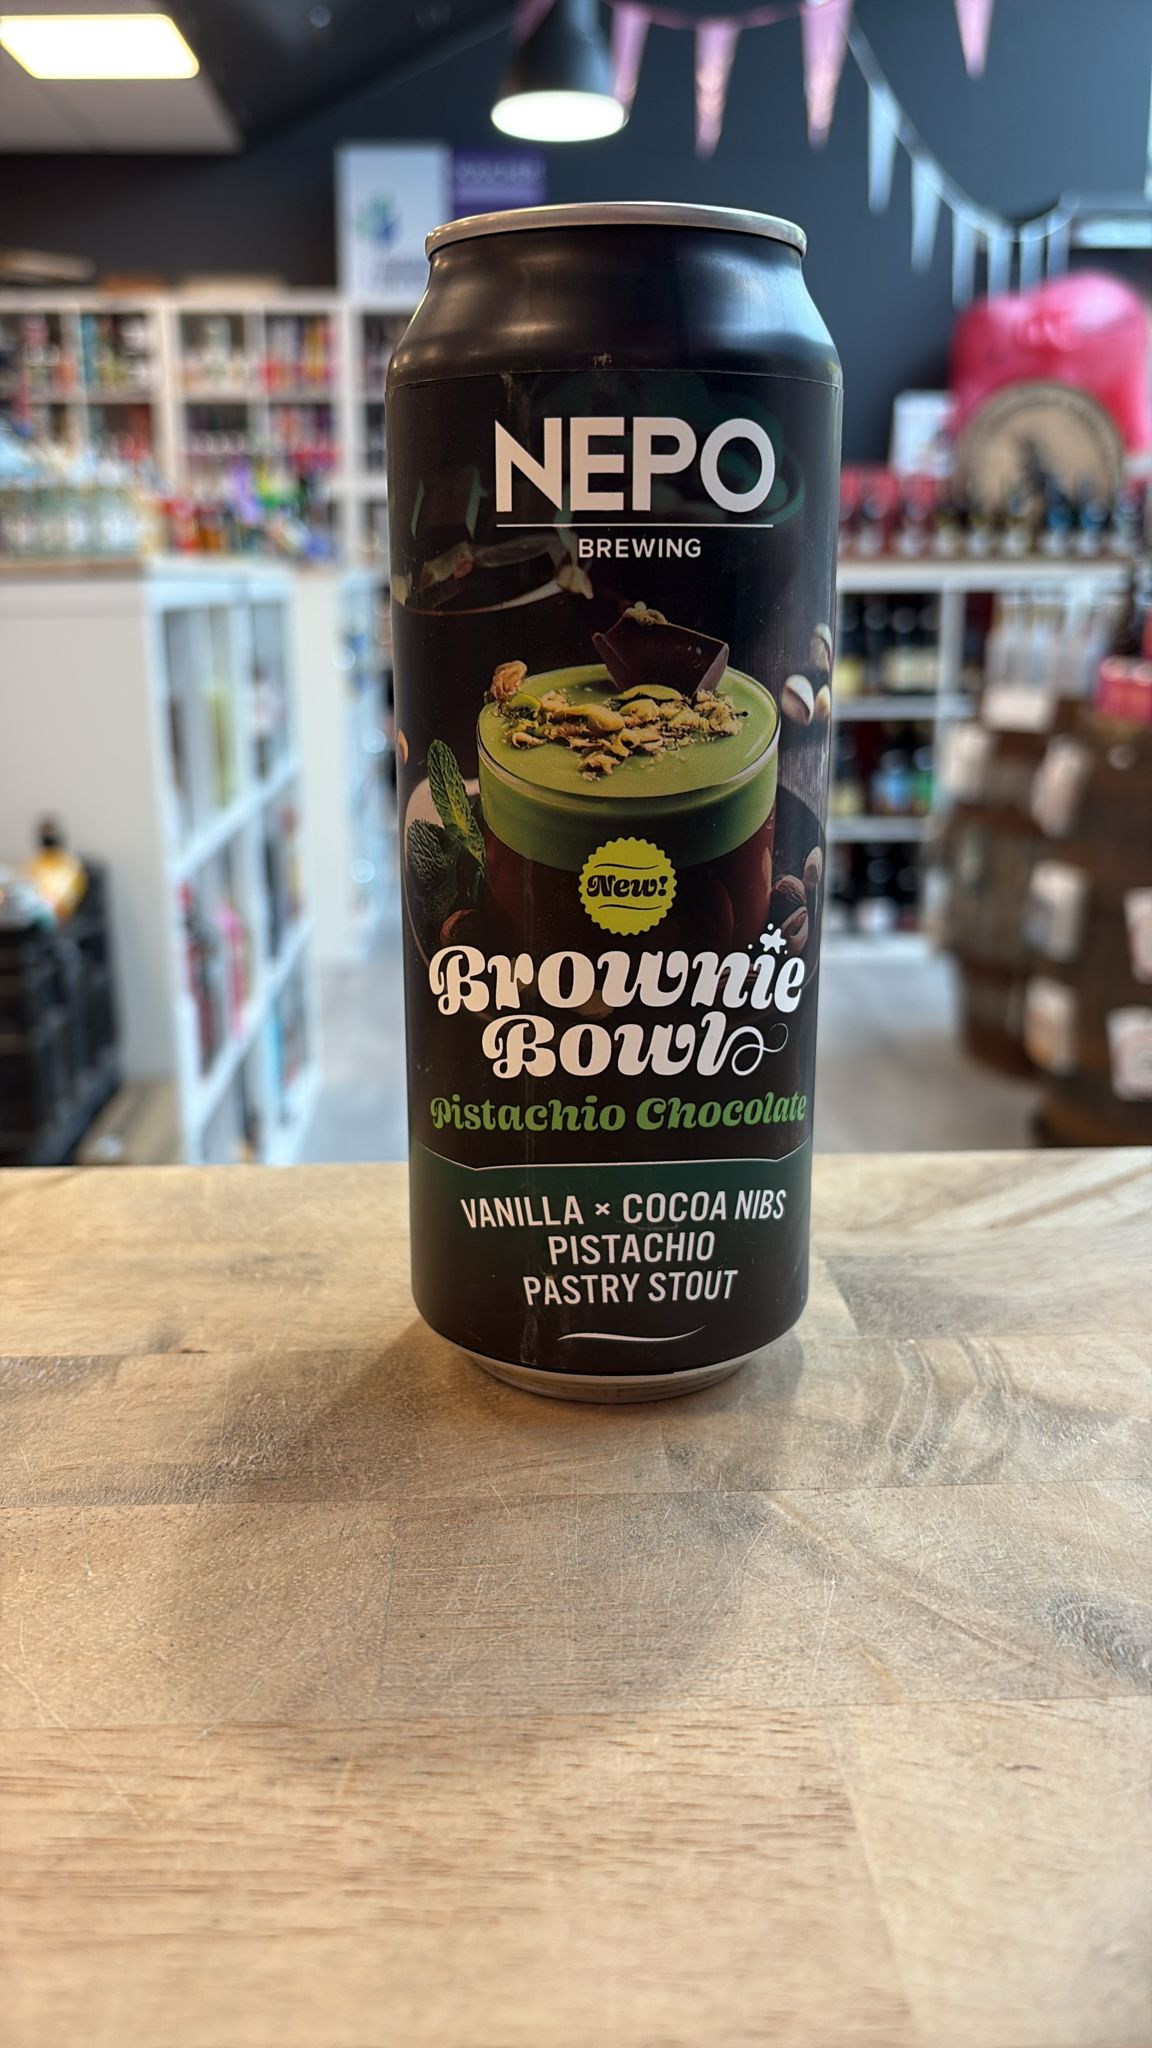 NEPO
BREWING
New!
Brownie
Bowl
Pistachio Chocolate
VANILLA × COCOA NIBS
PISTACHIO
PASTRY STOUT